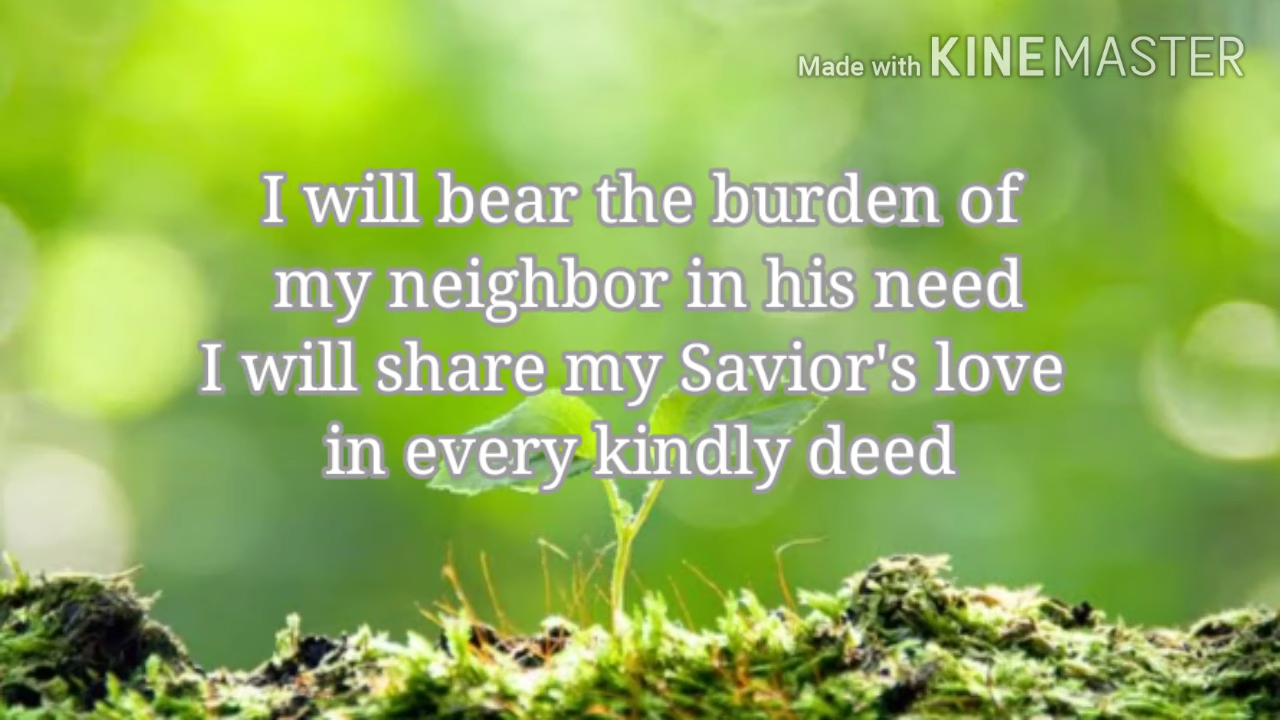 Made with KINEMASTER
I will bear the burden of
my neighbor in his need
I will share my Savior's love
in every kindly deed